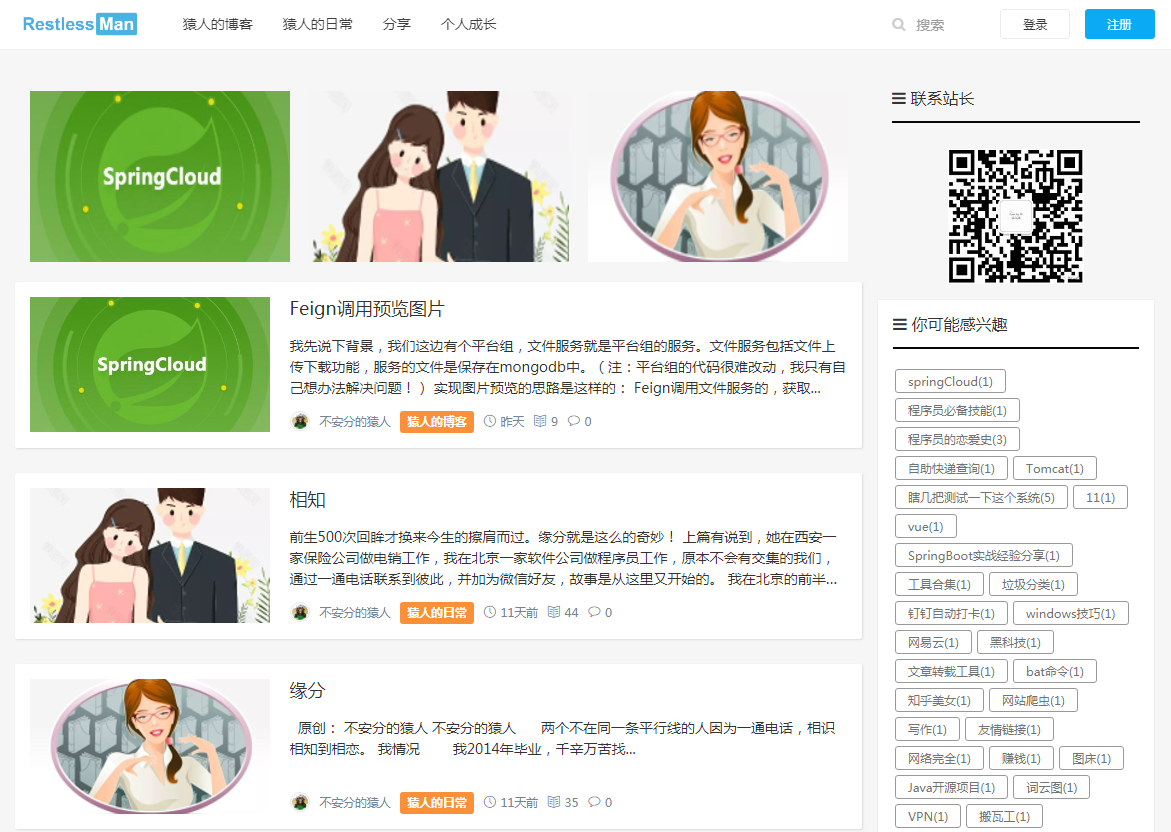 Restless Man
猿人的博客 猿人的日常 分享 个人成长
搜索 登录 注册
SpringCloud
联系站长
SpringCloud
Feign调用预览图片
我先说下背景，我们这边有个平台组，文件服务就是平台组的服务。文件服务包括文件上
传下载功能，服务的文件是保存在mongodb中。（注：平台组的代码很难改动，我只有自
己想办法解决问题！） 实现图片预览的思路是这样的： Feign调用文件服务的，获取...
不安分的猿人 猿人的博客 昨天 9 0
相知
前生500次回眸才换来今生的擦肩而过。缘分就是这么的奇妙！ 上篇有说到，她在西安一
家保险公司做电销工作，我在北京一家软件公司做程序员工作，原本不会有交集的我们，
通过一通电话联系到彼此，并加为微信好友，故事是从这里又开始的。 我在北京的前半...
不安分的猿人 猿人的日常 11天前 44 0
缘分
原创： 不安分的猿人 不安分的猿人 两个不在同一条平行线的人因为一通电话，相识
相知到相恋。 我情况 我2014年毕业，千辛万苦找...
不安分的猿人 猿人的日常 11天前 35 0
你可能感兴趣
springCloud(1)
程序员必备技能(1)
程序员的恋爱史(3)
自助快递查询(1) Tomcat(1)
瞎几把测试一下这个系统(5) 11(1)
vue(1)
SpringBoot实战经验分享(1)
工具合集(1) 垃圾分类(1)
钉钉自动打卡(1) windows技巧(1)
网易云(1) 黑科技(1)
文章转载工具(1) bat命令(1)
知乎美女(1) 网站爬虫(1)
写作(1) 友情链接(1)
网络完全(1) 赚钱(1) 图床(1)
Java开源项目(1) 词云图(1)
VPN(1) 搬瓦工(1)